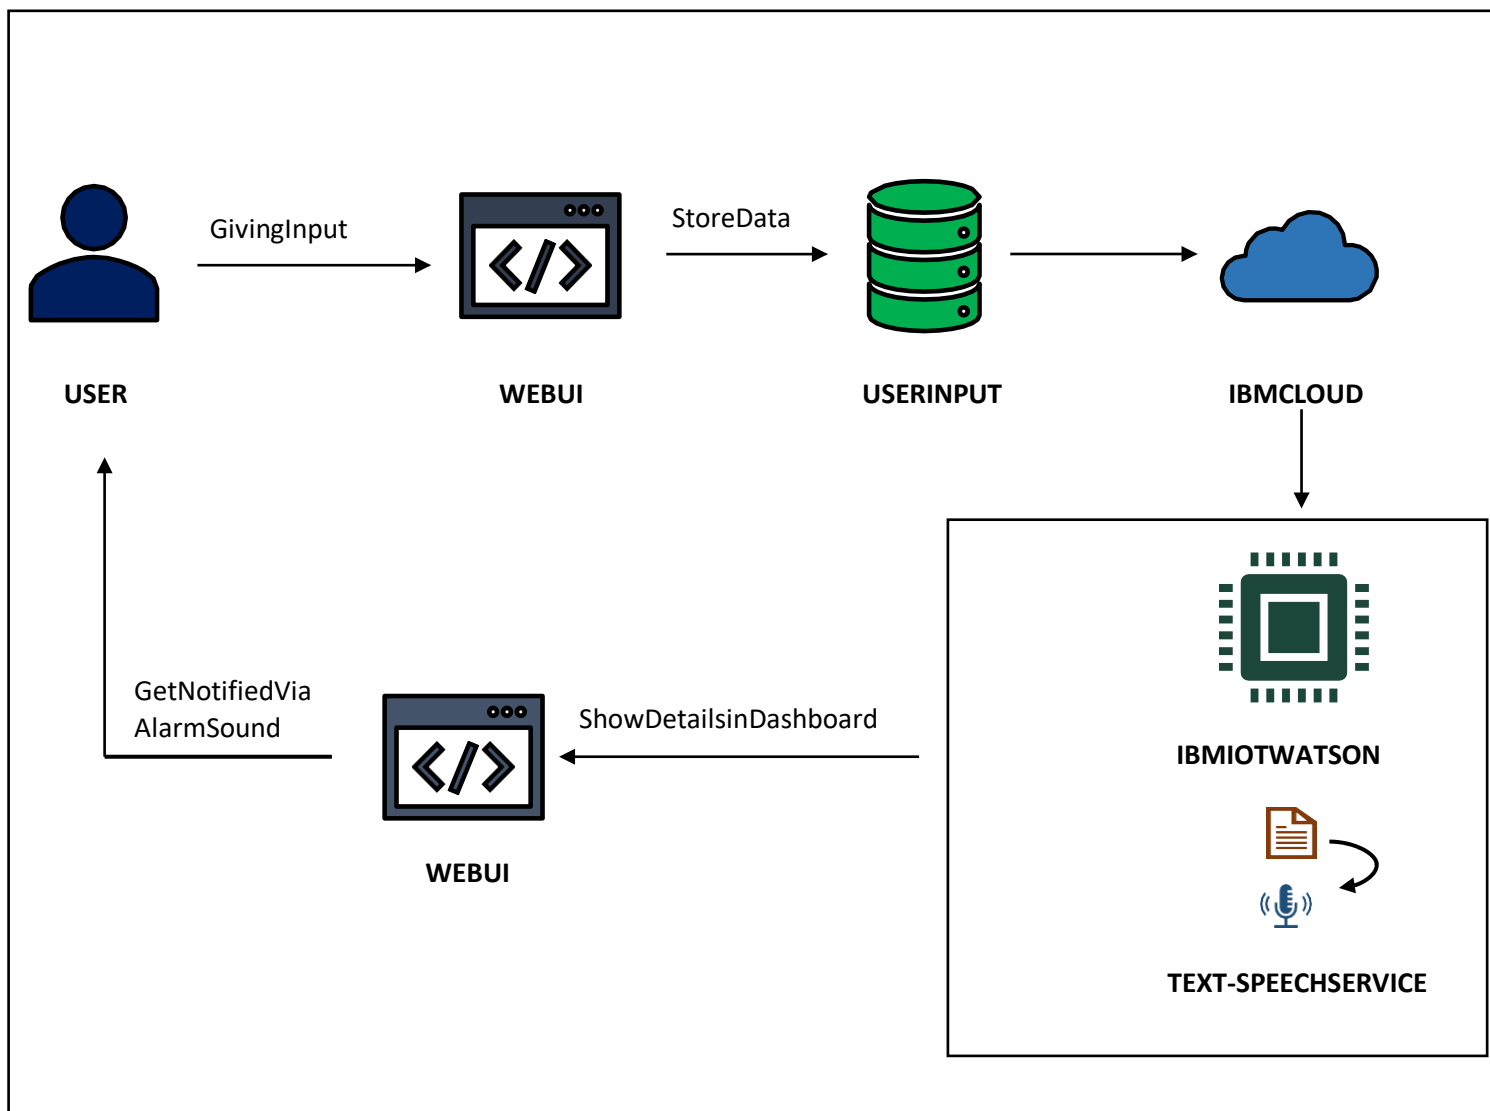 GivingInput
StoreData
USER
WEBUI
USERINPUT
IBMCLOUD
GetNotifiedVia
AlarmSound
ShowDetailsinDashboard
WEBUI
IBMIOTWATSON
TEXT-SPEECHSERVICE